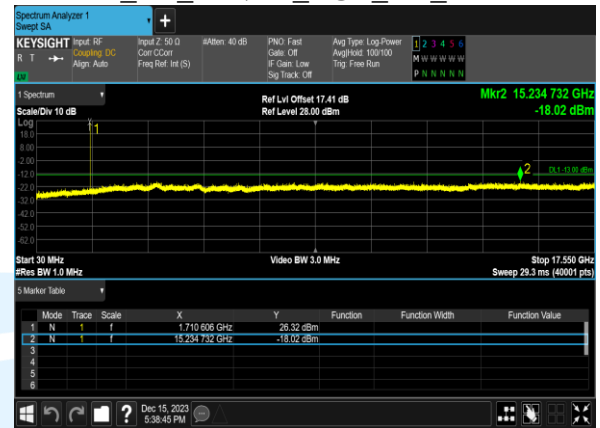 Spectrum Analyzer 1
Swept SA
+
KEYSIGHT Input: RF Input Z: 50 Ω #Atten: 40 dB PNO: Fast Avg Type: Log-Power 1 2 3 4 5 6
R T Coupling: DC Corr CCorr Gate: Off Avg|Hold: 100/100 M W W W W W
Align: Auto Freq Ref: Int (S) IF Gain: Low Trig: Free Run
Sig Track: Off P N N N N N
1 Spectrum Ref Lvl Offset 17.41 dB Mkr2 15.234 732 GHz
Scale/Div 10 dB Ref Level 28.00 dBm -18.02 dBm
Log
18.0 1
8.00
-2.00
-12.0 2 DL1 -13.00 dBm
-22.0
-32.0
-42.0
-52.0
-62.0
Start 30 MHz Video BW 3.0 MHz Stop 17.550 GHz
#Res BW 1.0 MHz Sweep 29.3 ms (40001 pts)
5 Marker Table
Mode Trace Scale X Y Function Function Width Function Value
1 N 1 f 1.710 606 GHz 26.32 dBm
2 N 1 f 15.234 732 GHz -18.02 dBm
3
4
5
6
? Dec 15, 2023
5:38:45 PM